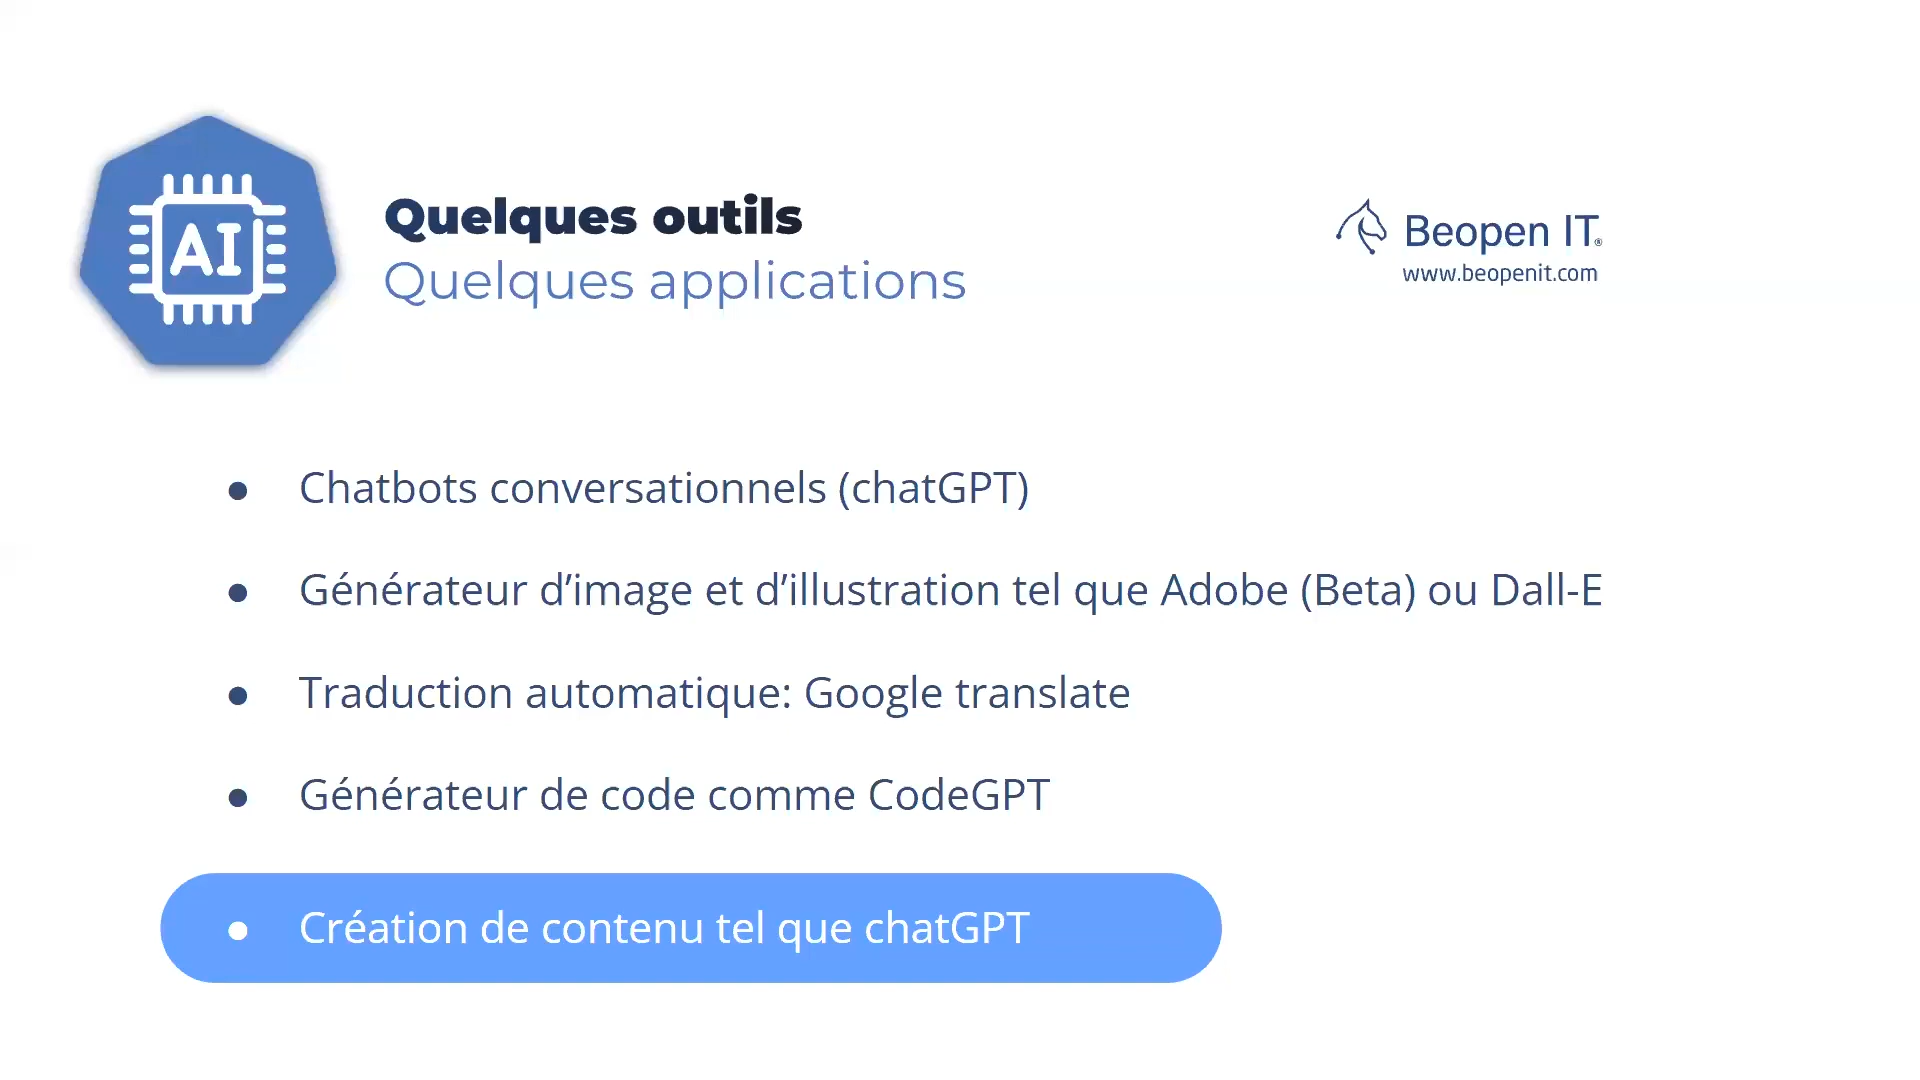 AI
Quelques outils
Quelques applications
Beopen IT®
www.beopenit.com
● Chatbots conversationnels (chatGPT)
● Générateur d’image et d’illustration tel que Adobe (Beta) ou Dall-E
● Traduction automatique: Google translate
● Générateur de code comme CodeGPT
● Création de contenu tel que chatGPT